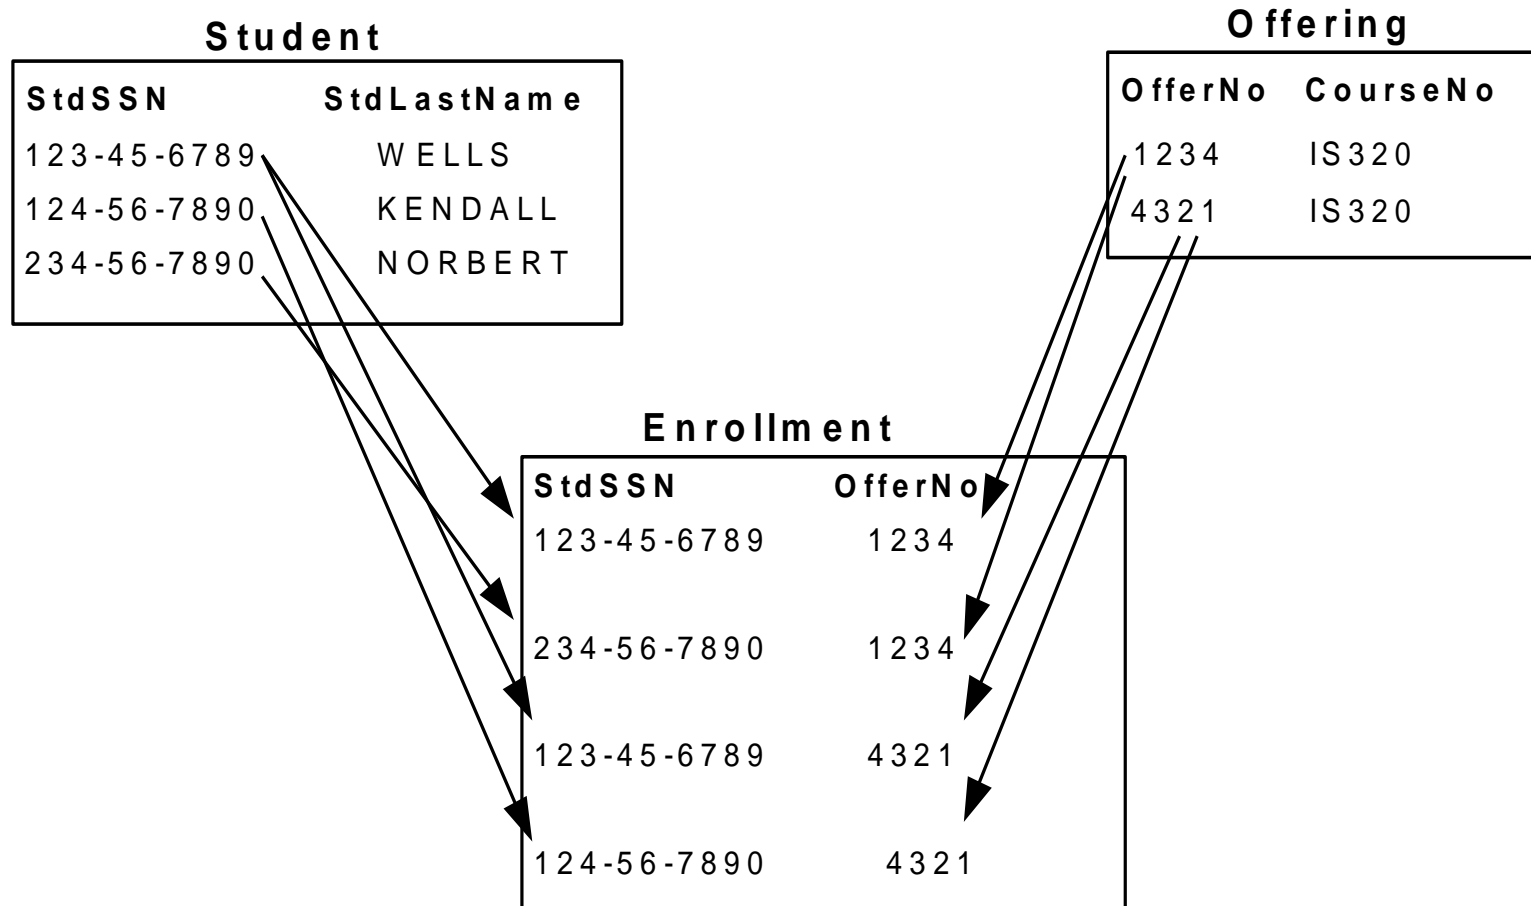 Student
StdSSN StdLastName
123-45-6789 WELLS
124-56-7890 KENDALL
234-56-7890 NORBERT
Offering
OfferNo CourseNo
1234 IS320
4321 IS320
Enrollment
StdSSN OfferNo
123-45-6789 1234
234-56-7890 1234
123-45-6789 4321
124-56-7890 4321